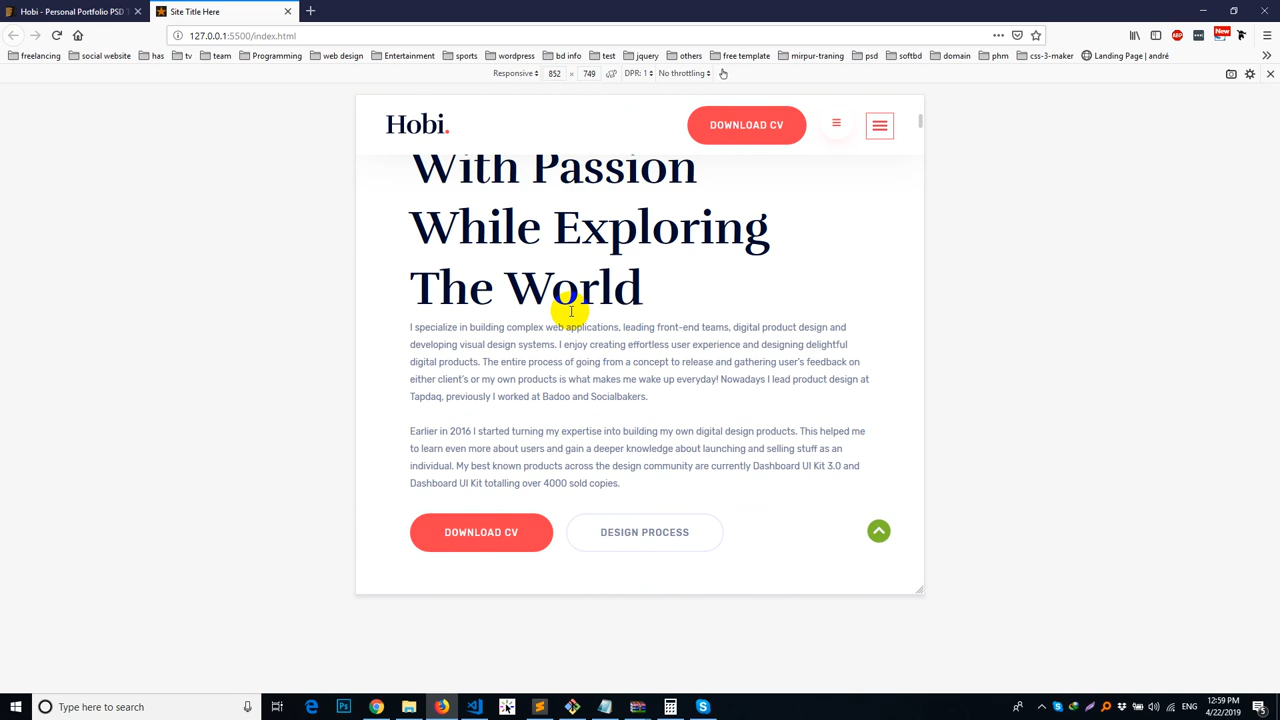 Hobi - Personal Portfolio PSD T
Site Title Here
127.0.0.1:5500/index.html
freelancing
social website
has
tv
team
Programming
web design
Entertainment
sports
wordpress
bd info
test
jquery
others
free template
mirpur-traning
psd
softbd
domain
phm
css-3-maker
Landing Page | andré
New
ABP
Responsive 852 × 749 DPR: 1 No throttling
Hobi.
DOWNLOAD CV
With Passion
While Exploring
The World
I specialize in building complex web applications, leading front-end teams, digital product design and
developing visual design systems. I enjoy creating effortless user experience and designing delightful
digital products. The entire process of going from a concept to release and gathering user's feedback on
either client's or my own products is what makes me wake up everyday! Nowadays I lead product design at
Tapdaq, previously I worked at Badoo and Socialbakers.
Earlier in 2016 I started turning my expertise into building my own digital design products. This helped me
to learn even more about users and gain a deeper knowledge about launching and selling stuff as an
individual. My best known products across the design community are currently Dashboard UI Kit 3.0 and
Dashboard UI Kit totalling over 4000 sold copies.
DOWNLOAD CV
DESIGN PROCESS
Type here to search
Ps
ENG
12:59 PM
4/22/2019